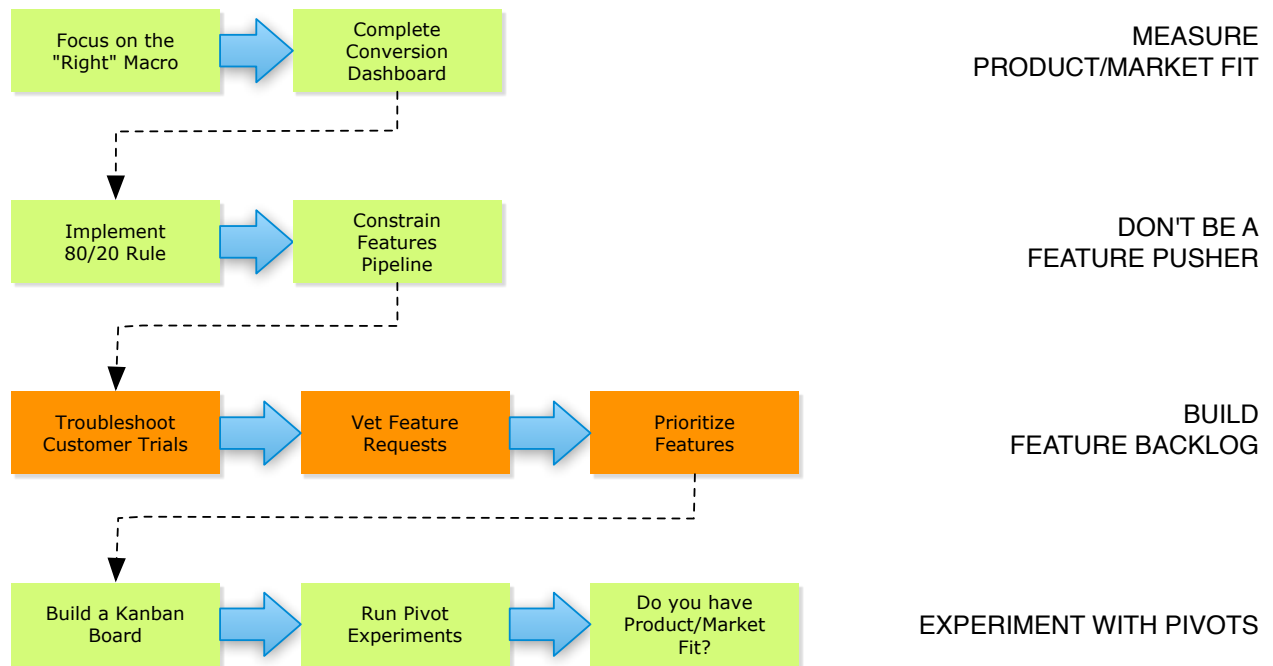 Focus on the
"Right" Macro
Complete
Conversion
Dashboard
MEASURE
PRODUCT/MARKET FIT
Implement
80/20 Rule
Constrain
Features
Pipeline
DON'T BE A
FEATURE PUSHER
Troubleshoot
Customer Trials
Vet Feature
Requests
Prioritize
Features
BUILD
FEATURE BACKLOG
Build a Kanban
Board
Run Pivot
Experiments
Do you have
Product/Market
Fit?
EXPERIMENT WITH PIVOTS